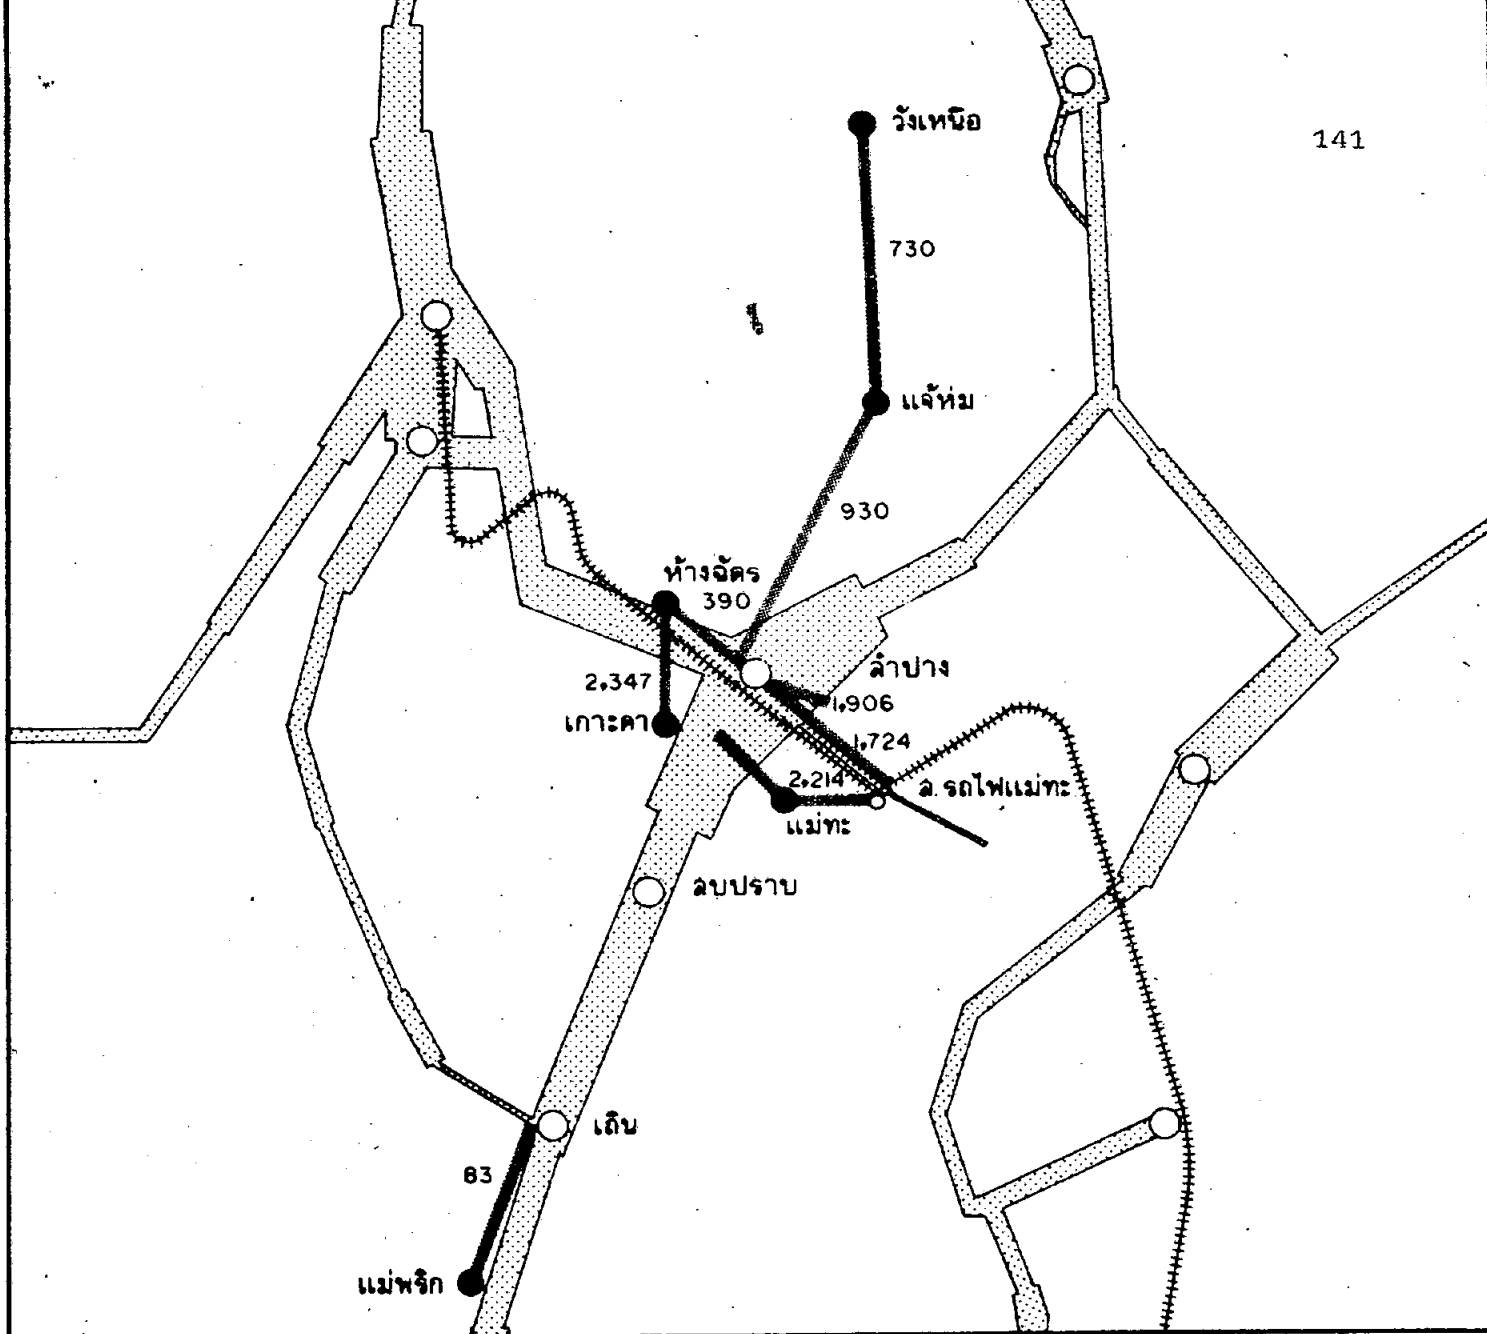 วังเหนือ
141
730
แจ้ห่ม
930
ห้างฉัตร
390
ลำปาง
2,347
1,906
เกาะคา
1,724
2,214
ส.รถไฟแม่ทะ
แม่ทะ
สบปราบ
เถิน
83
แม่พริก